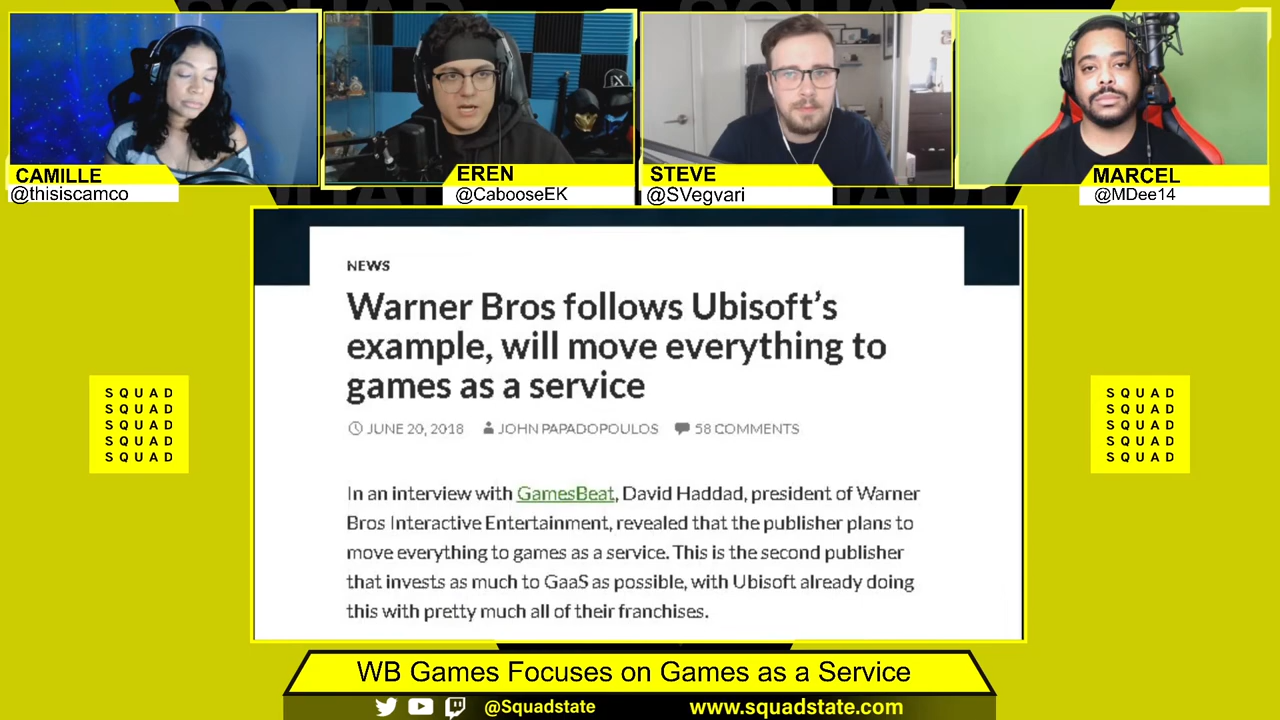 CAMILLE
@thisiscamco
EREN
@CabooseEK
STEVE
@SVegvari
MARCEL
@MDee14
NEWS
Warner Bros follows Ubisoft's
example, will move everything to
games as a service
JUNE 20, 2018 JOHN PAPADOPOULOS 58 COMMENTS
In an interview with GamesBeat, David Haddad, president of Warner
Bros Interactive Entertainment, revealed that the publisher plans to
move everything to games as a service. This is the second publisher
that invests as much to GaaS as possible, with Ubisoft already doing
this with pretty much all of their franchises.
SQUAD
SQUAD
SQUAD
SQUAD
SQUAD
SQUAD
SQUAD
SQUAD
SQUAD
SQUAD
WB Games Focuses on Games as a Service
@Squadstate www.squadstate.com